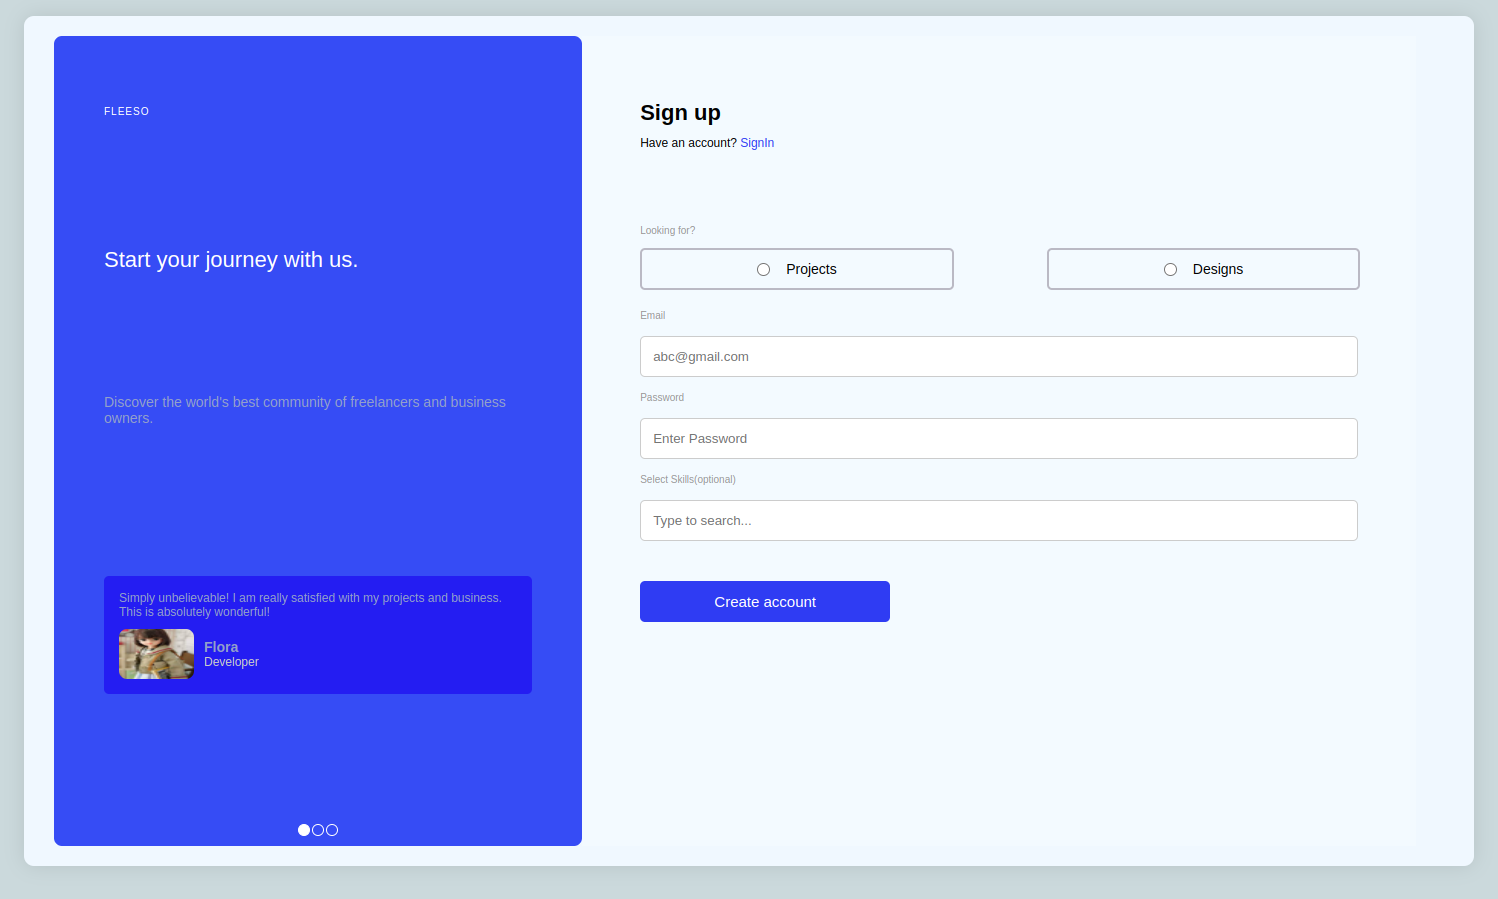 FLEESO
Start your journey with us.
Discover the world's best community of freelancers and business
owners.
Simply unbelievable! I am really satisfied with my projects and business.
This is absolutely wonderful!
Flora
Developer
Sign up
Have an account? SignIn
Looking for?
Projects
Designs
Email
abc@gmail.com
Password
Enter Password
Select Skills(optional)
Type to search...
Create account